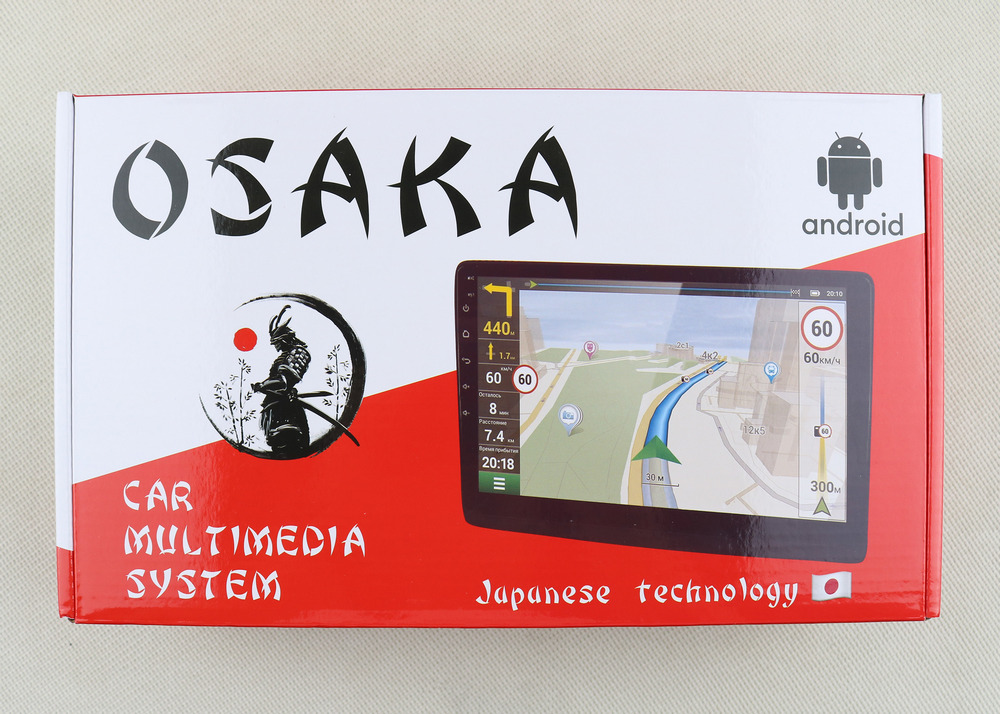 OSAKA
android
20:10
440м
1.7км
60 км/ч
60
Осталось
8 мин
Расстояние
7.4 км
Время прибытия
20:18
2с1
4к2
12к5
30 м
60
60км/ч
60
300м
CAR
MULTIMEDIA
SYSTEM
Japanese technology